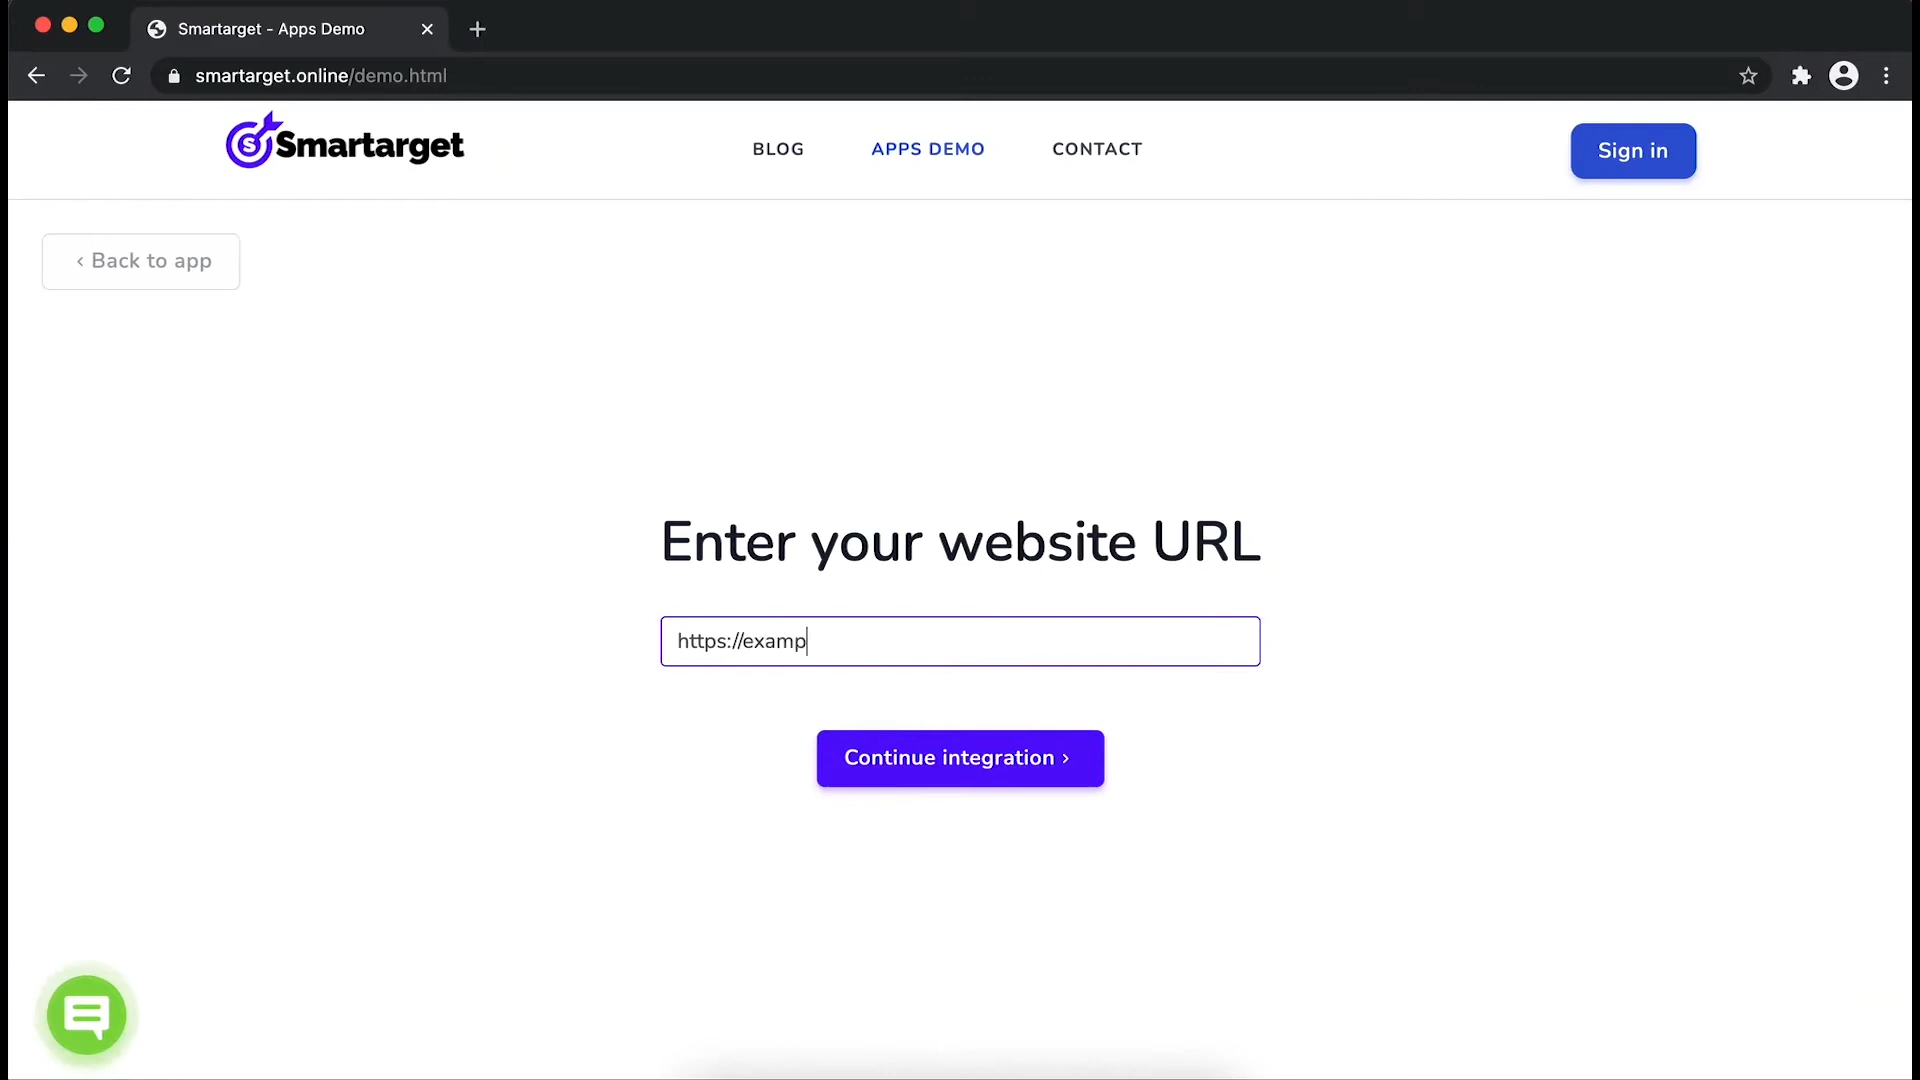 Smartarget - Apps Demo
smartarget.online/demo.html
Smartarget
BLOG
APPS DEMO
CONTACT
Sign in
‹ Back to app
Enter your website URL
https://examp
Continue integration ›